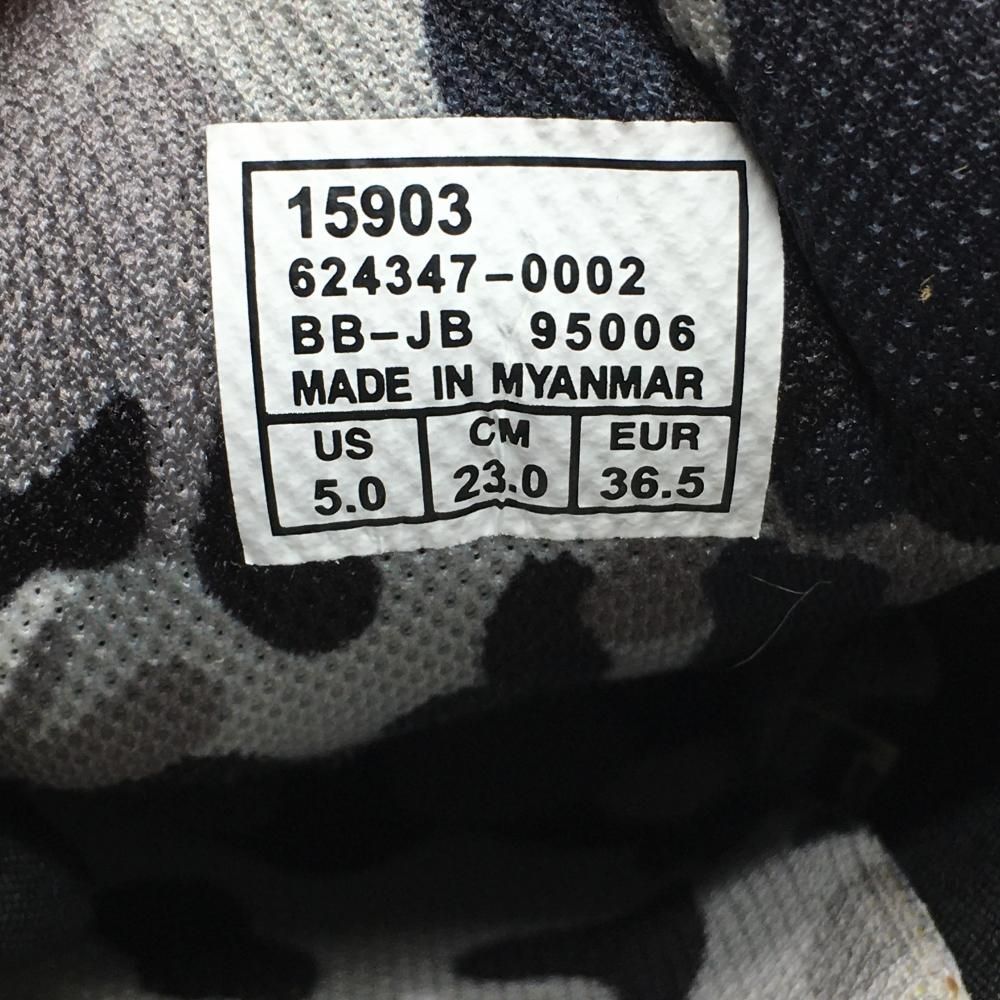 15903
624347-0002
BB-JB 95006
MADE IN MYANMAR
US CM EUR
5.0 23.0 36.5